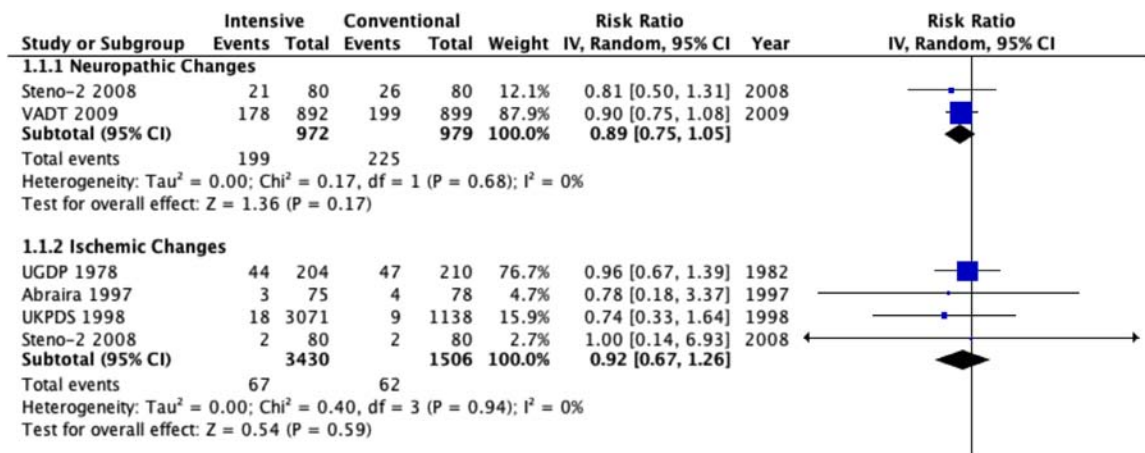 Intensive Conventional Risk Ratio Risk Ratio
Study or Subgroup Events Total Events Total Weight IV, Random, 95% CI Year IV, Random, 95% CI
1.1.1 Neuropathic Changes
Steno-2 2008 21 80 26 80 12.1% 0.81 [0.50, 1.31] 2008
VADT 2009 178 892 199 899 87.9% 0.90 [0.75, 1.08] 2009
Subtotal (95% CI) 972 979 100.0% 0.89 [0.75, 1.05]
Total events 199 225
Heterogeneity: Tau² = 0.00; Chi² = 0.17, df = 1 (P = 0.68); I² = 0%
Test for overall effect: Z = 1.36 (P = 0.17)
1.1.2 Ischemic Changes
UGDP 1978 44 204 47 210 76.7% 0.96 [0.67, 1.39] 1982
Abraira 1997 3 75 4 78 4.7% 0.78 [0.18, 3.37] 1997
UKPDS 1998 18 3071 9 1138 15.9% 0.74 [0.33, 1.64] 1998
Steno-2 2008 2 80 2 80 2.7% 1.00 [0.14, 6.93] 2008
Subtotal (95% CI) 3430 1506 100.0% 0.92 [0.67, 1.26]
Total events 67 62
Heterogeneity: Tau² = 0.00; Chi² = 0.40, df = 3 (P = 0.94); I² = 0%
Test for overall effect: Z = 0.54 (P = 0.59)